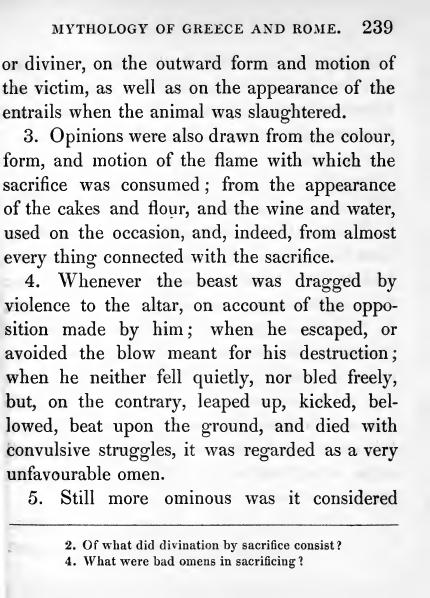 MYTHOLOGY OF GREECE AND ROME. 239
or diviner, on the outward form and motion of
the victim, as well as on the appearance of the
entrails when the animal was slaughtered.
3. Opinions were also drawn from the colour,
form, and motion of the flame with which the
sacrifice was consumed; from the appearance
of the cakes and flour, and the wine and water,
used on the occasion, and, indeed, from almost
every thing connected with the sacrifice.
4. Whenever the beast was dragged by
violence to the altar, on account of the oppo-
sition made by him; when he escaped, or
avoided the blow meant for his destruction;
when he neither fell quietly, nor bled freely,
but, on the contrary, leaped up, kicked, bel-
lowed, beat upon the ground, and died with
convulsive struggles, it was regarded as a very
unfavourable omen.
5. Still more ominous was it considered
2. Of what did divination by sacrifice consist?
4. What were bad omens in sacrificing?